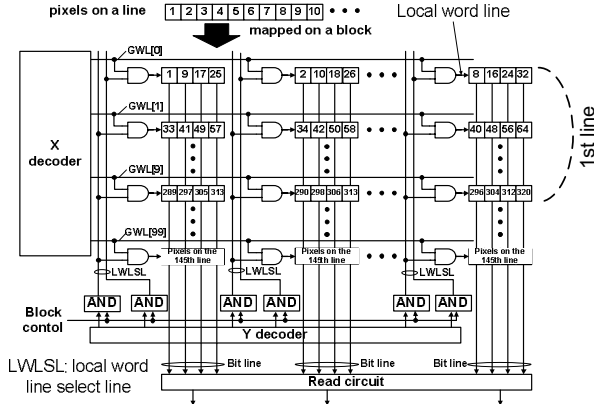 pixels on a line
1 2 3 4 5 6 7 8 9 10
mapped on a block
Local word line
GWL[0]
1 9 17 25
2 10 18 26
8 16 24 32
GWL[1]
33 41 49 57
34 42 50 58
40 48 56 64
X decoder
1st line
GWL[9]
289 297 305 313
290 298 306 313
296 304 312 320
GWL[99]
Pixels on the 145th line
Pixels on the 145th line
Pixels on the 145th line
LWLSL
LWLSL
LWLSL
AND AND AND AND AND AND
Block contol
Y decoder
LWLSL: local word
line select line
Bit line
Bit line
Bit line
Read circuit